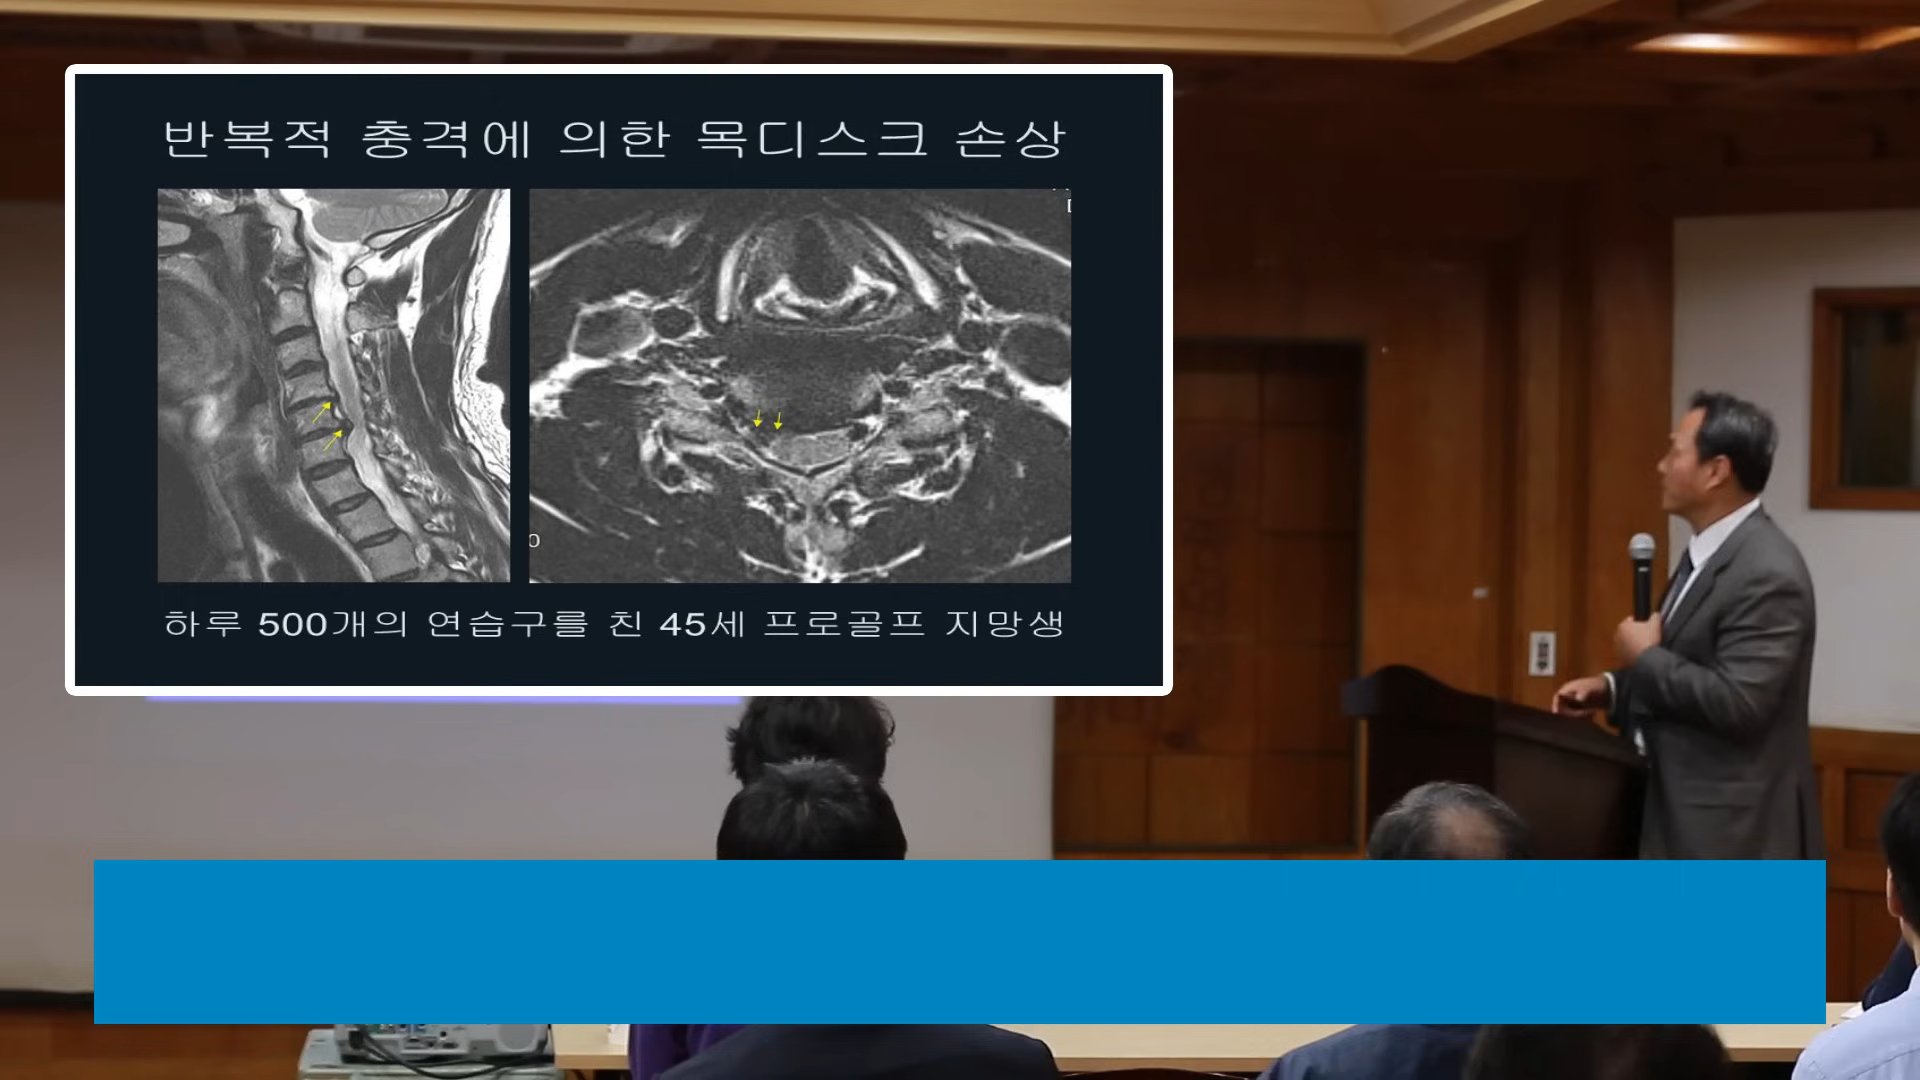 반복적 충격에 의한 목디스크 손상
하루 500개의 연습구를 친 45세 프로골프 지망생